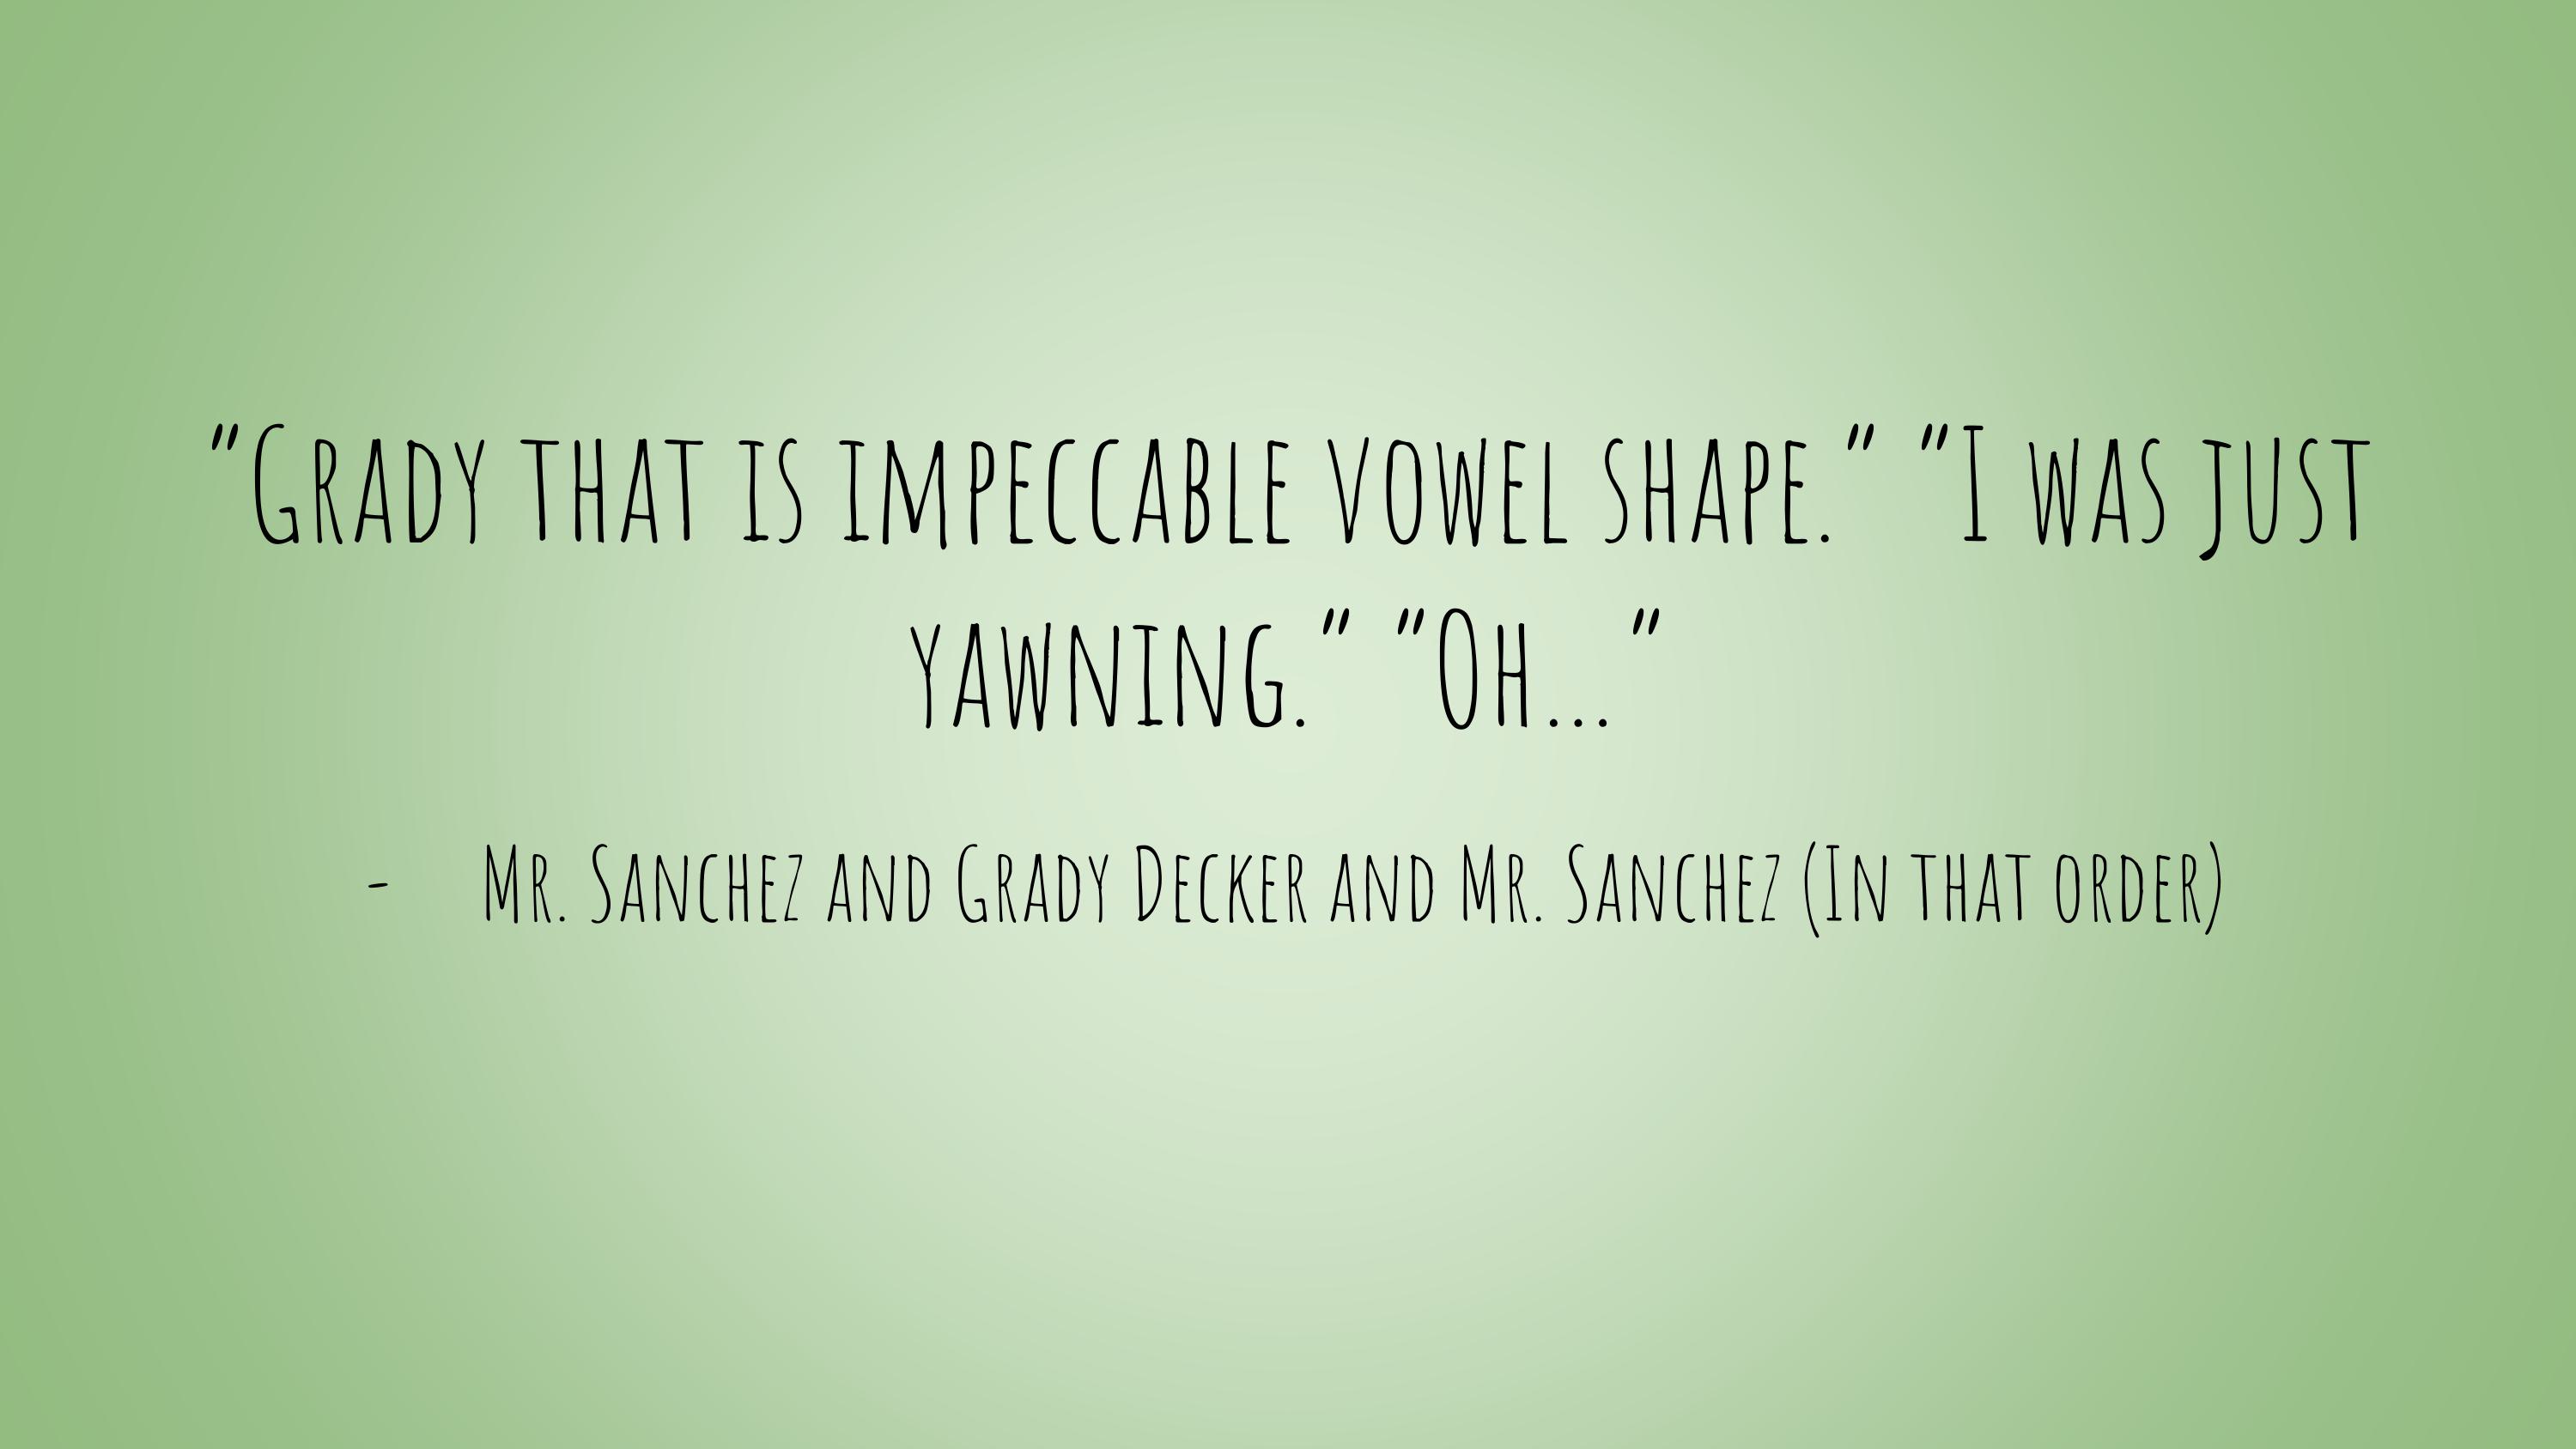 "Grady that is impeccable vowel shape." "I was just
yawning." "Oh..."
- Mr. Sanchez and Grady Decker and Mr. Sanchez (In that order)